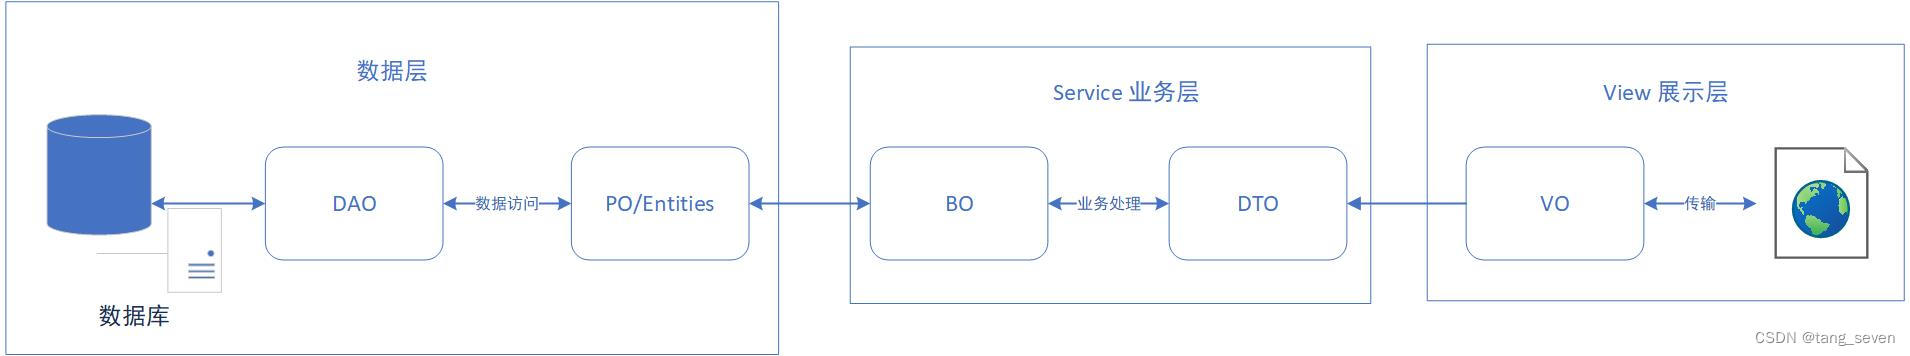 数据层
Service 业务层
View 展示层
DAO
数据访问
PO/Entities
BO
业务处理
DTO
VO
传输
数据库
CSDN @tang_seven